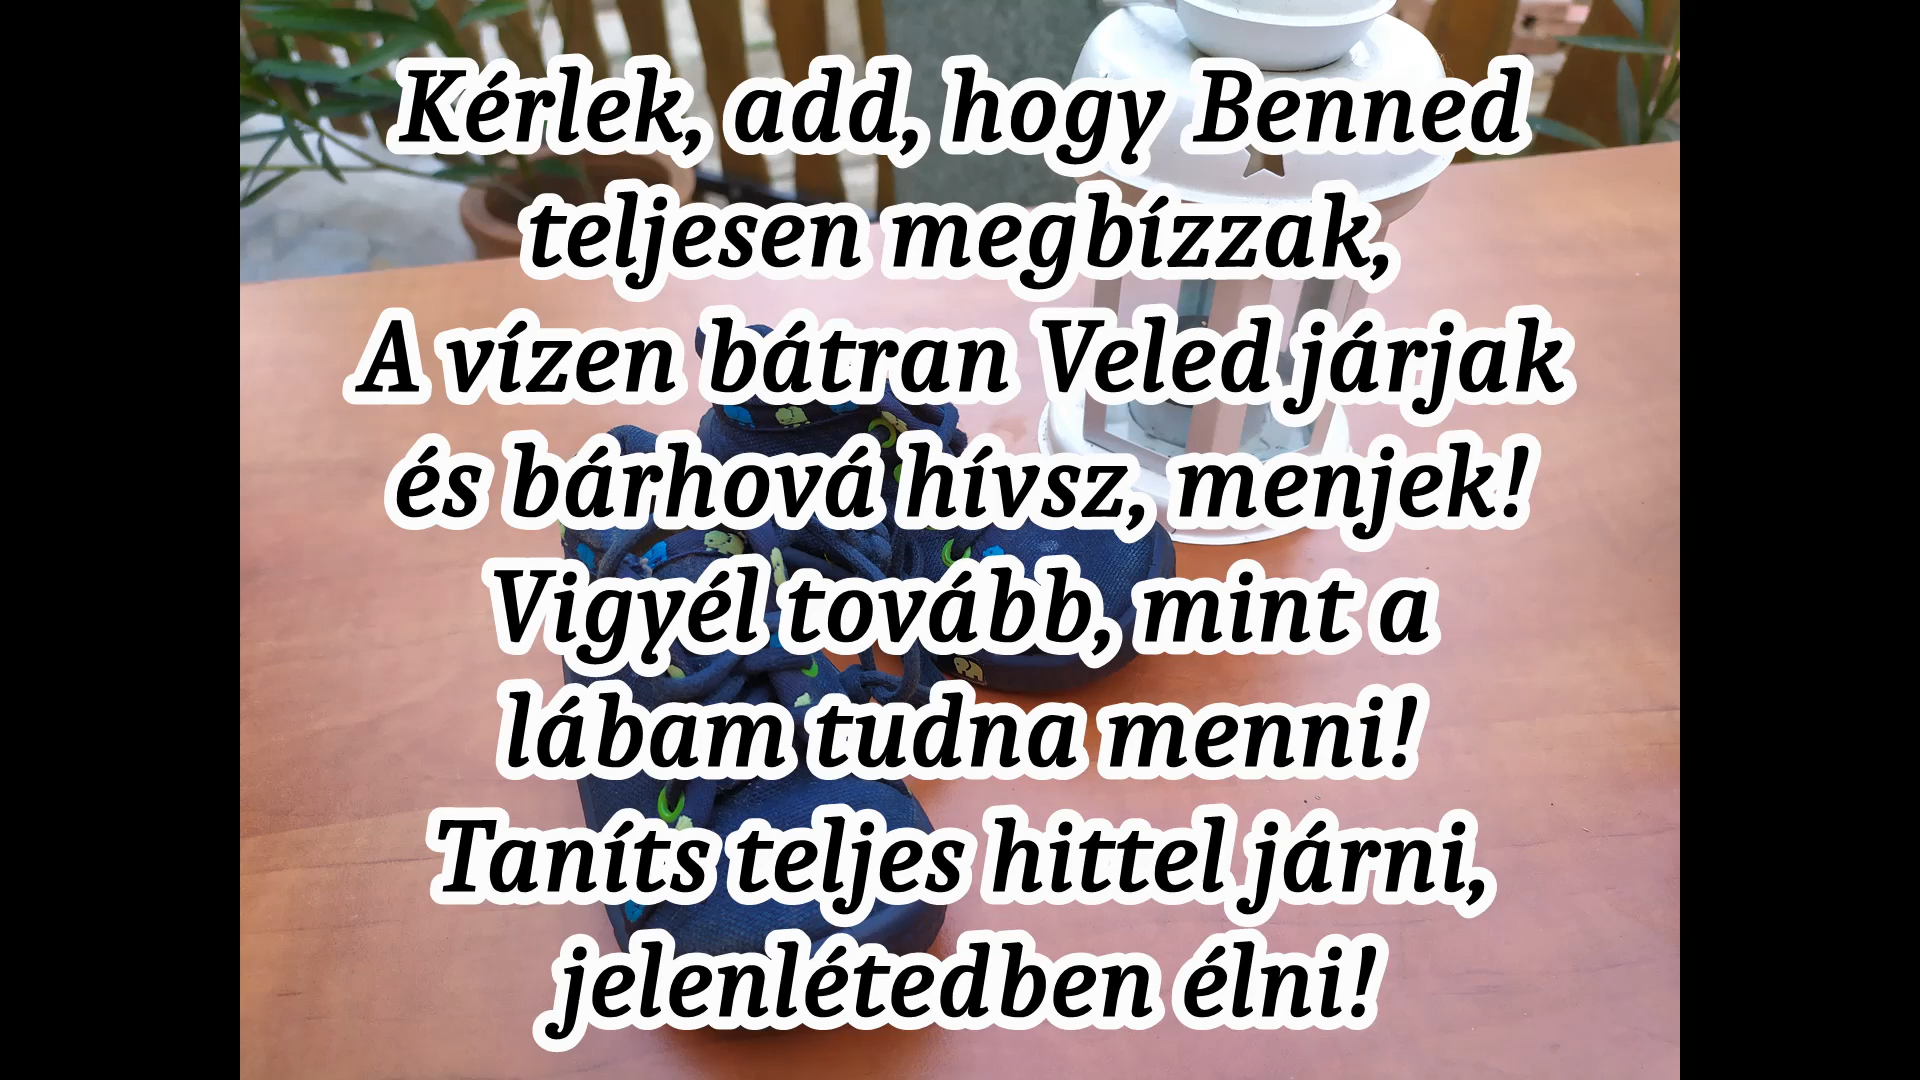 Kérlek, add, hogy Benned
teljesen megbízzak,
A vízen bátran Veled járjak
és bárhová hívsz, menjek!
Vigyél tovább, mint a
lábam tudna menni!
Taníts teljes hittel járni,
jelenlétedben élni!